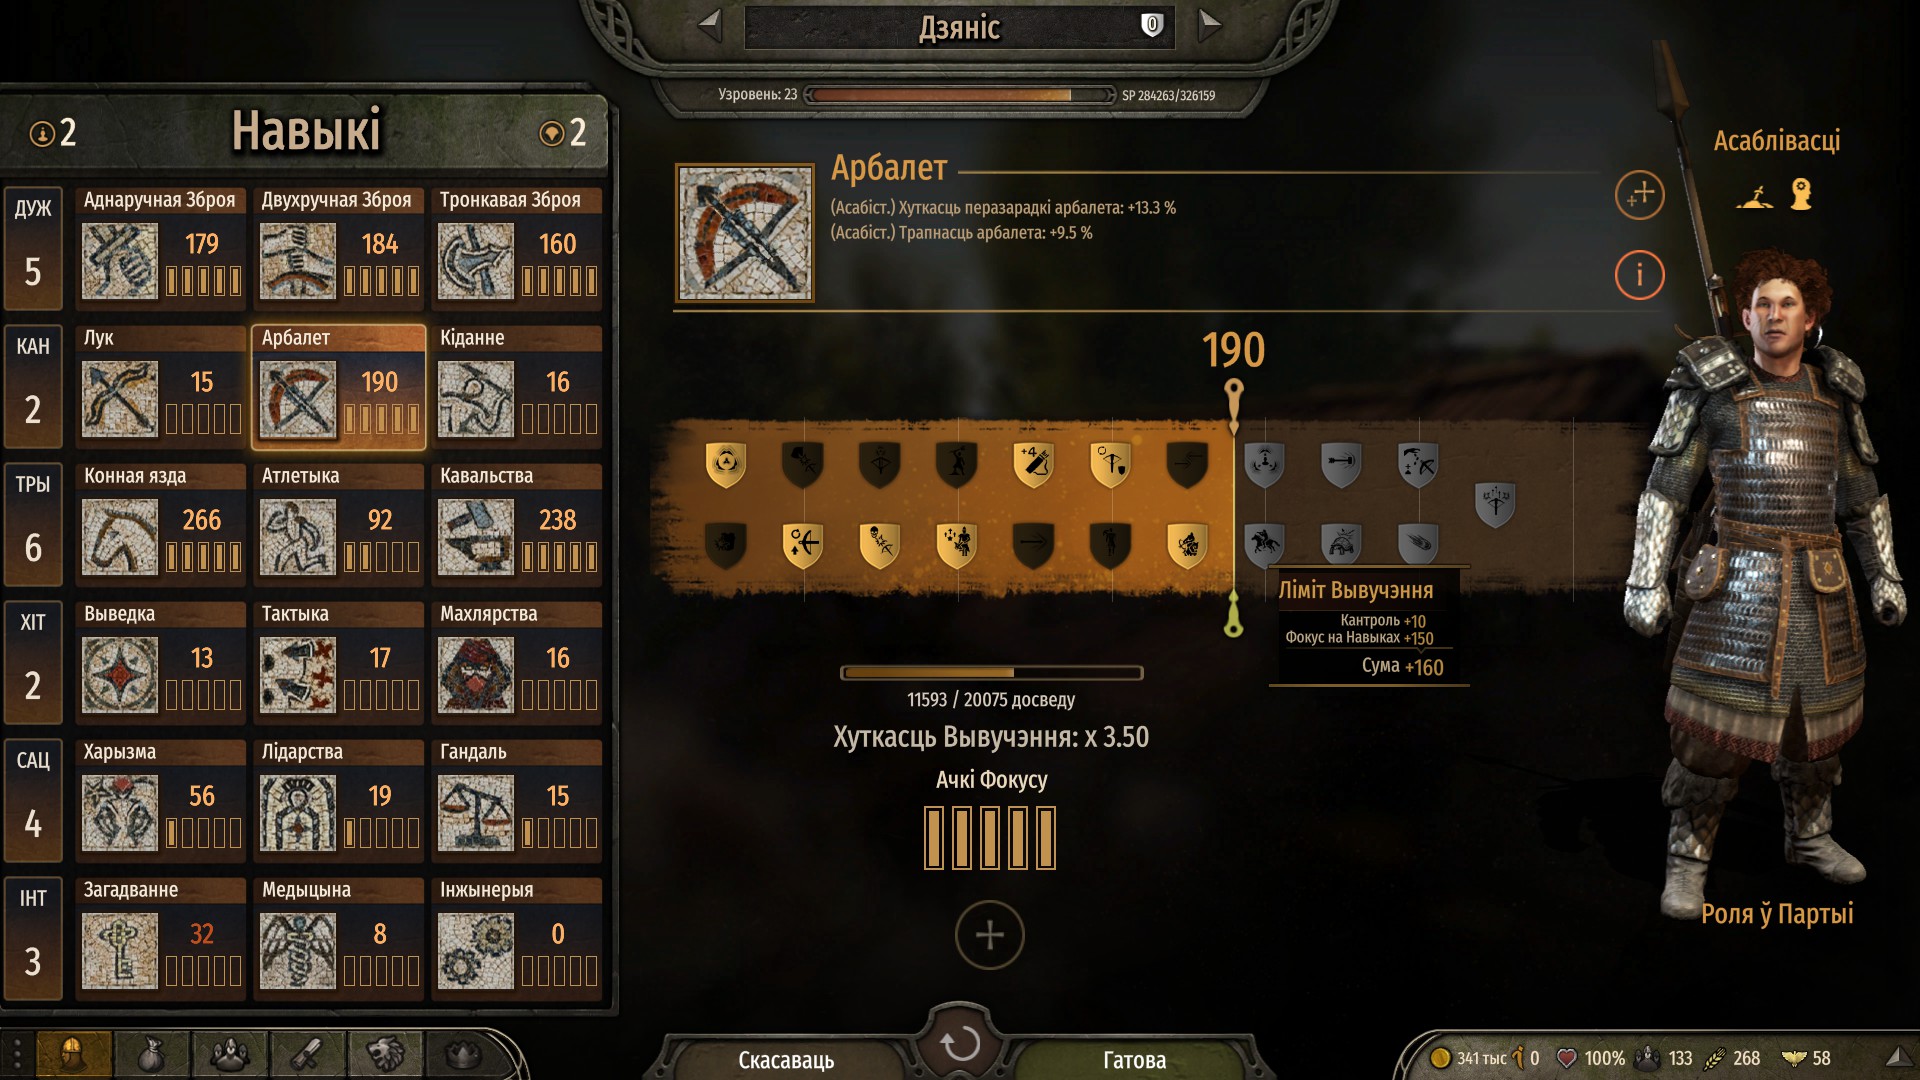 Дзяніс
0
Узровень: 23
SP 284263/326159
2
Навыкі
2
ДУЖ
5
Аднаручная Зброя
179
Двухручная Зброя
184
Тронкавая Зброя
160
КАН
2
Лук
15
Арбалет
190
Кіданне
16
ТРЫ
6
Конная язда
266
Атлетыка
92
Кавальства
238
ХІТ
2
Выведка
13
Тактыка
17
Махлярства
16
САЦ
4
Харызма
56
Лідарства
19
Гандаль
15
ІНТ
3
Загадванне
32
Медыцына
8
Інжынерыя
0
Арбалет
(Асабіст.) Хуткасць перазарадкі арбалета: +13.3 %
(Асабіст.) Трапнасць арбалета: +9.5 %
190
+4
Ліміт Вывучэння
Кантроль +10
Фокус на Навыках +150
Сума +160
11593 / 20075 досведу
Хуткасць Вывучэння: x 3.50
Ачкі Фокусу
Асаблівасці
Роля ў Партыі
Скасаваць
Гатова
341 тыс
0
100%
133
268
58